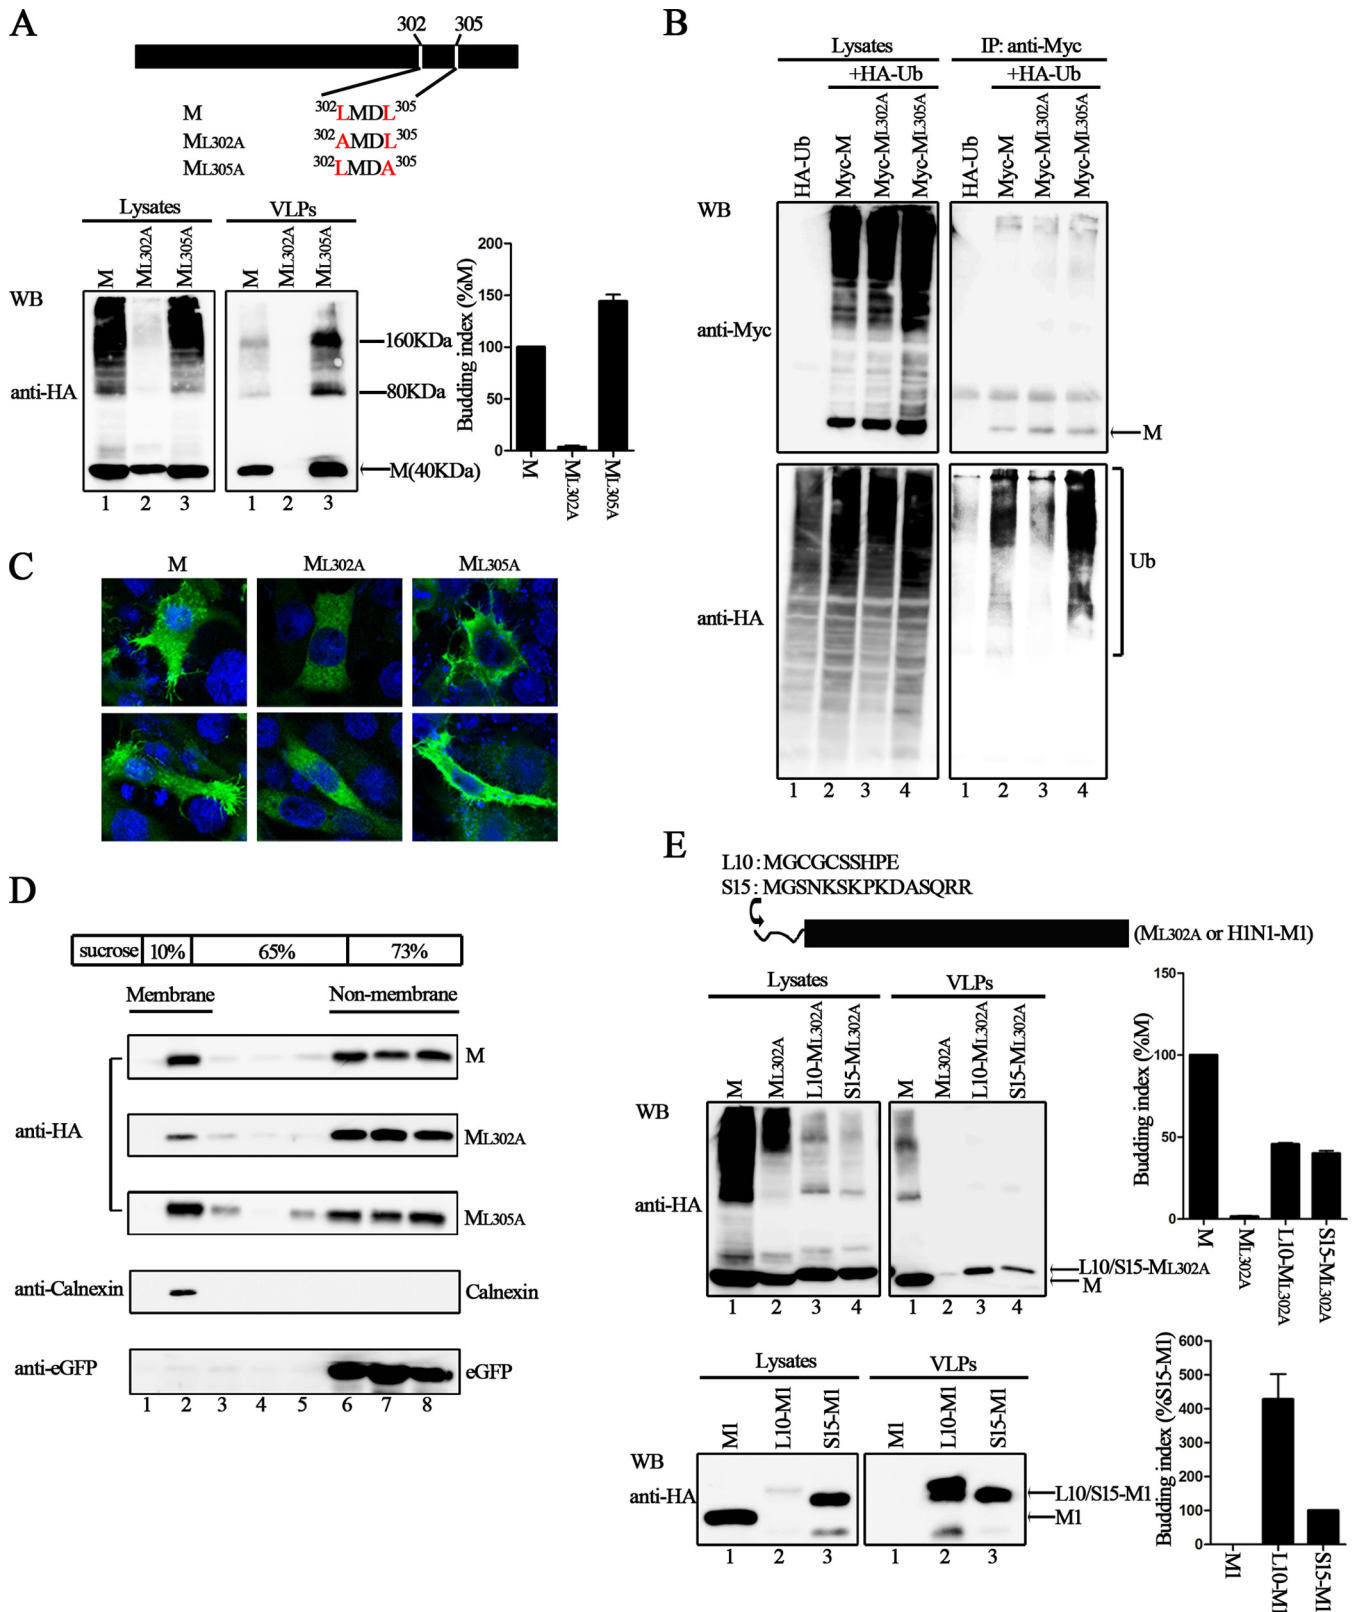 A
302 305
M 302LMDL305
ML302A 302AMDL305
ML305A 302LMDA305
Lysates VLPs
M ML302A ML305A M ML302A ML305A
WB
anti-HA
160KDa
80KDa
M(40KDa)
1 2 3 1 2 3
Budding index (%M)
200
150
100
50
0
M ML302A ML305A
B
Lysates IP: anti-Myc
+HA-Ub +HA-Ub
HA-Ub Myc-M Myc-ML302A Myc-ML305A HA-Ub Myc-M Myc-ML302A Myc-ML305A
WB
anti-Myc
M
anti-HA
Ub
1 2 3 4 1 2 3 4
C
M ML302A ML305A
D
sucrose 10% 65% 73%
Membrane Non-membrane
M
anti-HA ML302A
ML305A
anti-Calnexin Calnexin
anti-eGFP eGFP
1 2 3 4 5 6 7 8
E
L10: MGCGCSSHPE
S15: MGSNKSKPKDASQRR
(ML302A or H1N1-M1)
Lysates VLPs
M ML302A L10-ML302A S15-ML302A M ML302A L10-ML302A S15-ML302A
WB
anti-HA
L10/S15-ML302A
M
1 2 3 4 1 2 3 4
Budding index (%M)
150
100
50
0
M ML302A L10-ML302A S15-ML302A
Lysates VLPs
M1 L10-M1 S15-M1 M1 L10-M1 S15-M1
WB
anti-HA
L10/S15-M1
M1
1 2 3 1 2 3
Budding index (%S15-M1)
600
500
400
300
200
100
0
M1 L10-M1 S15-M1